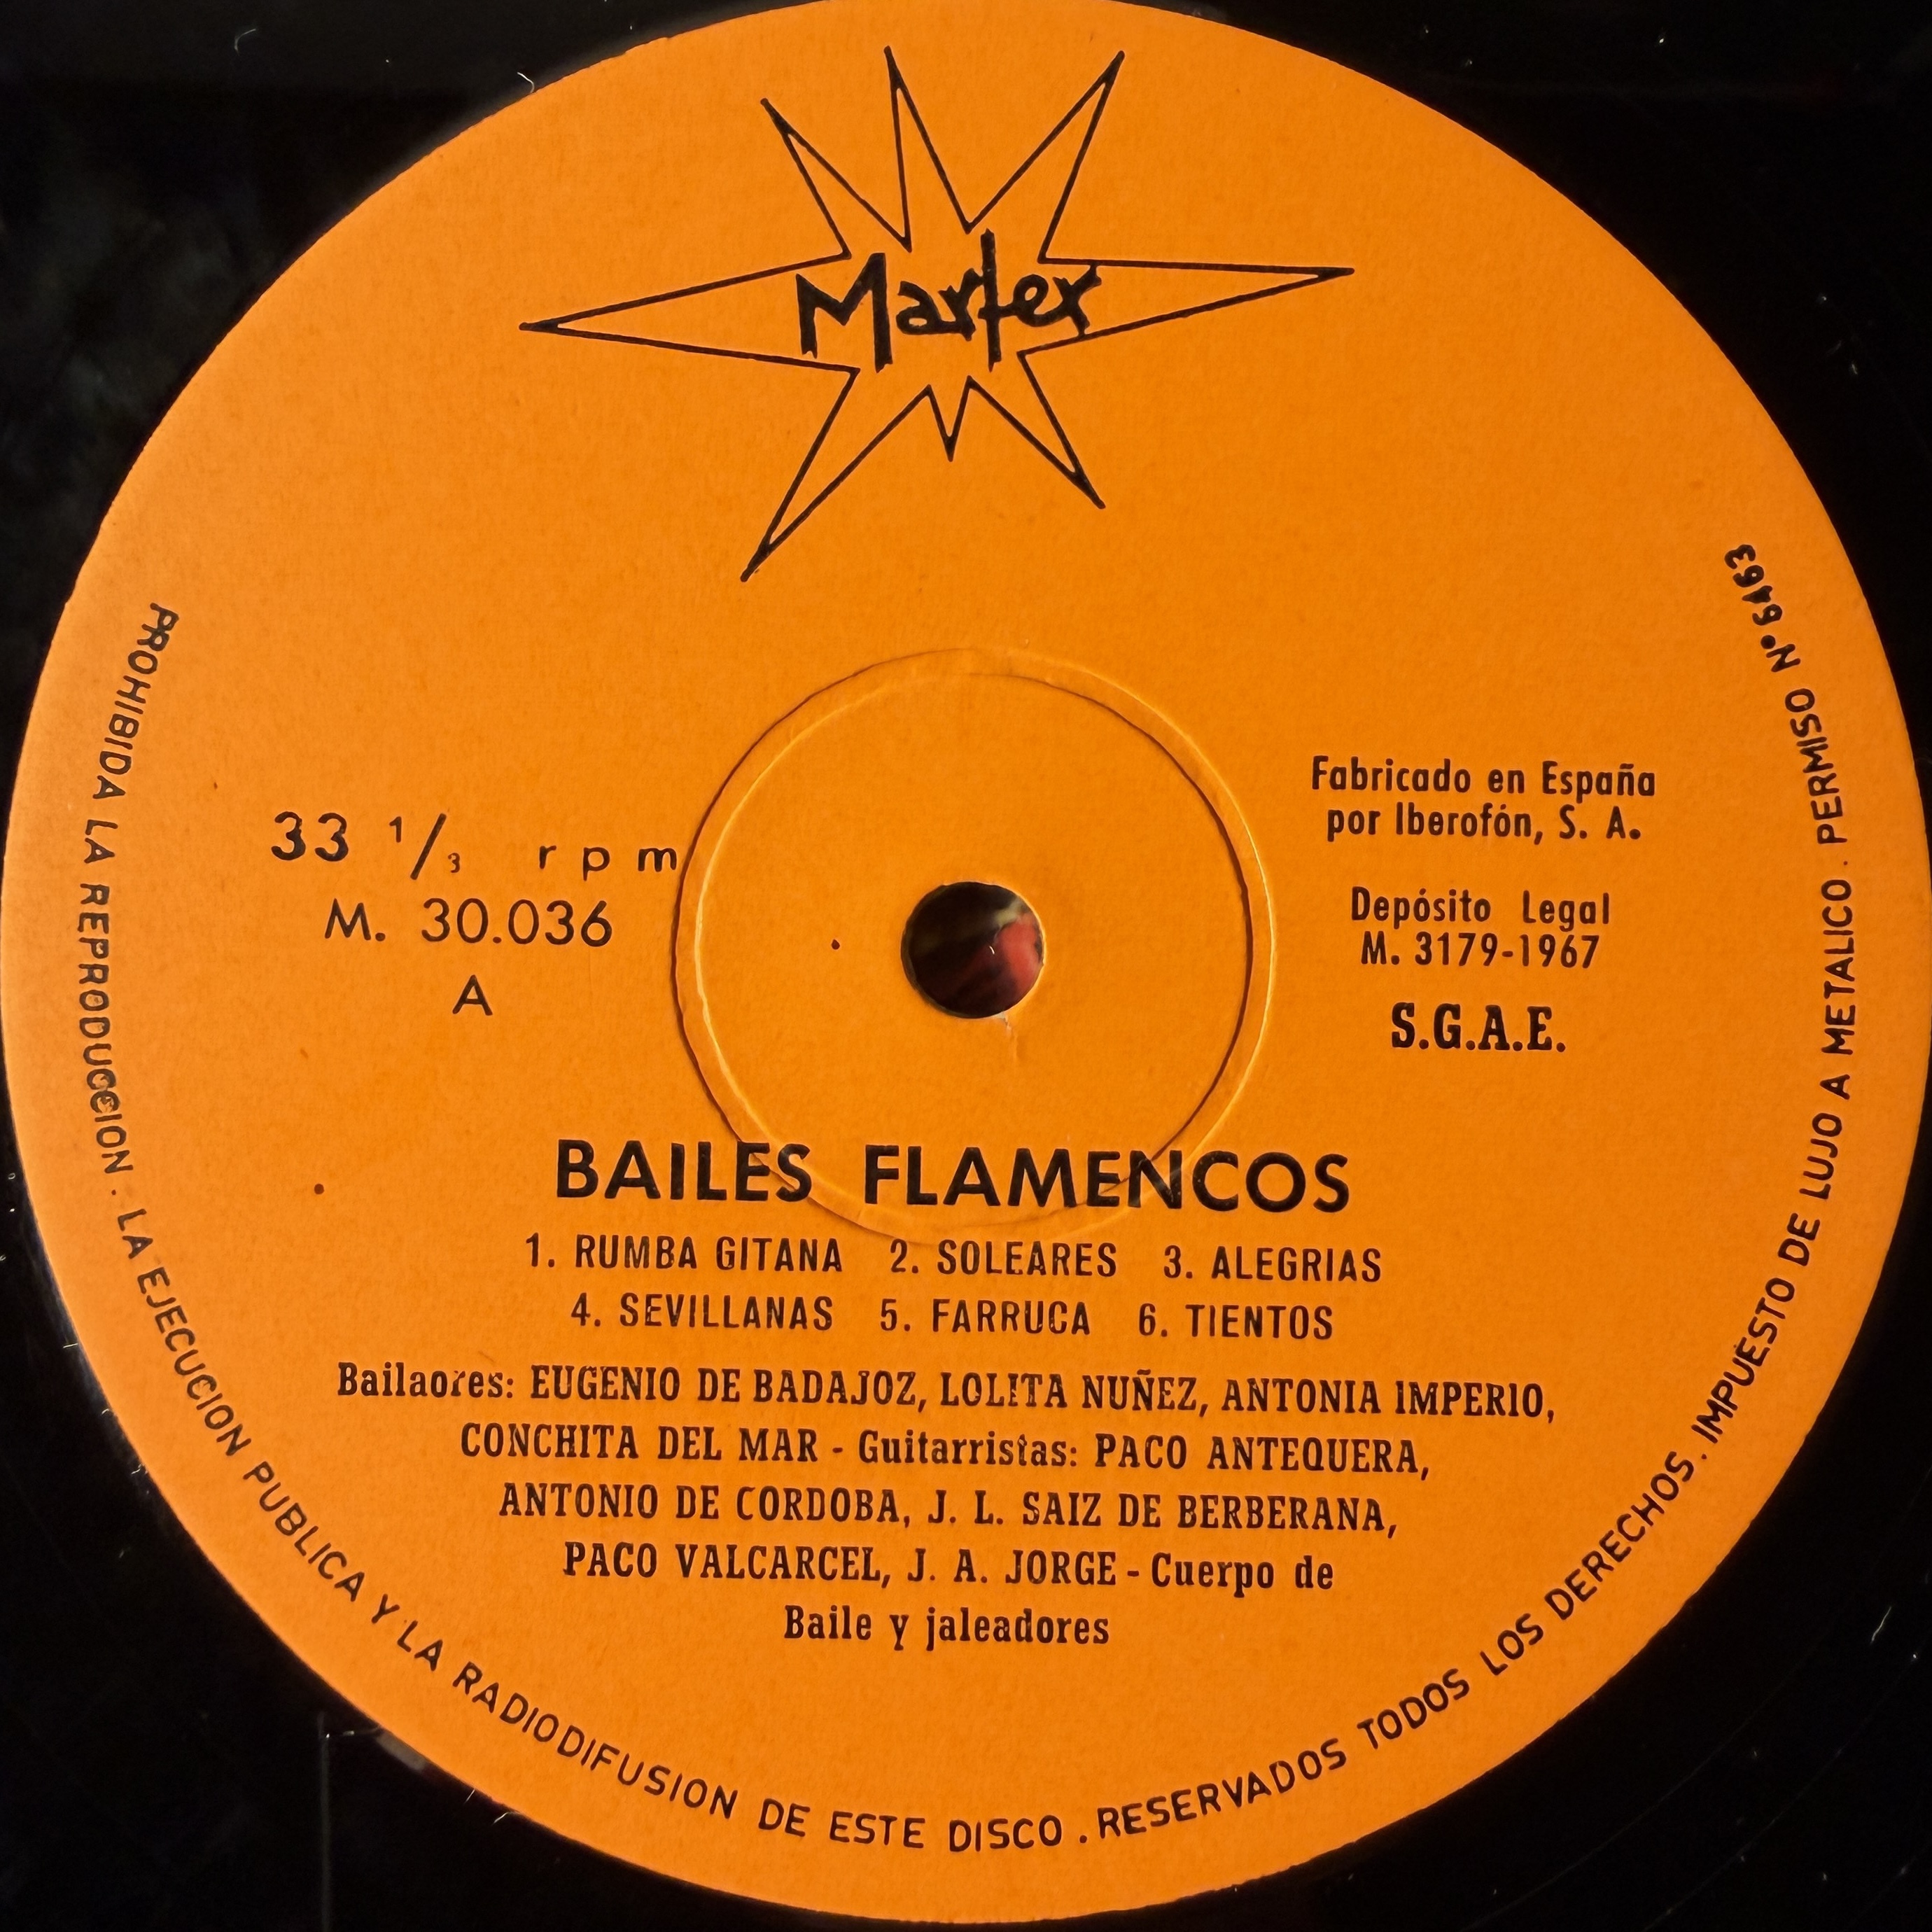 Marfer
33 1/3 rpm
M. 30.036
A
Fabricado en España
por Iberofón, S. A.
Depósito Legal
M. 3179-1967
S.G.A.E.
BAILES FLAMENCOS
1. RUMBA GITANA 2. SOLEARES 3. ALEGRIAS
4. SEVILLANAS 5. FARRUCA 6. TIENTOS
Bailaores: EUGENIO DE BADAJOZ, LOLITA NUÑEZ, ANTONIA IMPERIO,
CONCHITA DEL MAR - Guitarristas: PACO ANTEQUERA,
ANTONIO DE CORDOBA, J. L. SAIZ DE BERBERANA,
PACO VALCARCEL, J. A. JORGE - Cuerpo de
Baile y jaleadores
PROHIBIDA LA REPRODUCCION . LA EJECUCION PUBLICA Y LA RADIODIFUSION DE ESTE DISCO . RESERVADOS TODOS LOS DERECHOS . IMPUESTO DE LUJO A METALICO . PERMISO Nº 6463